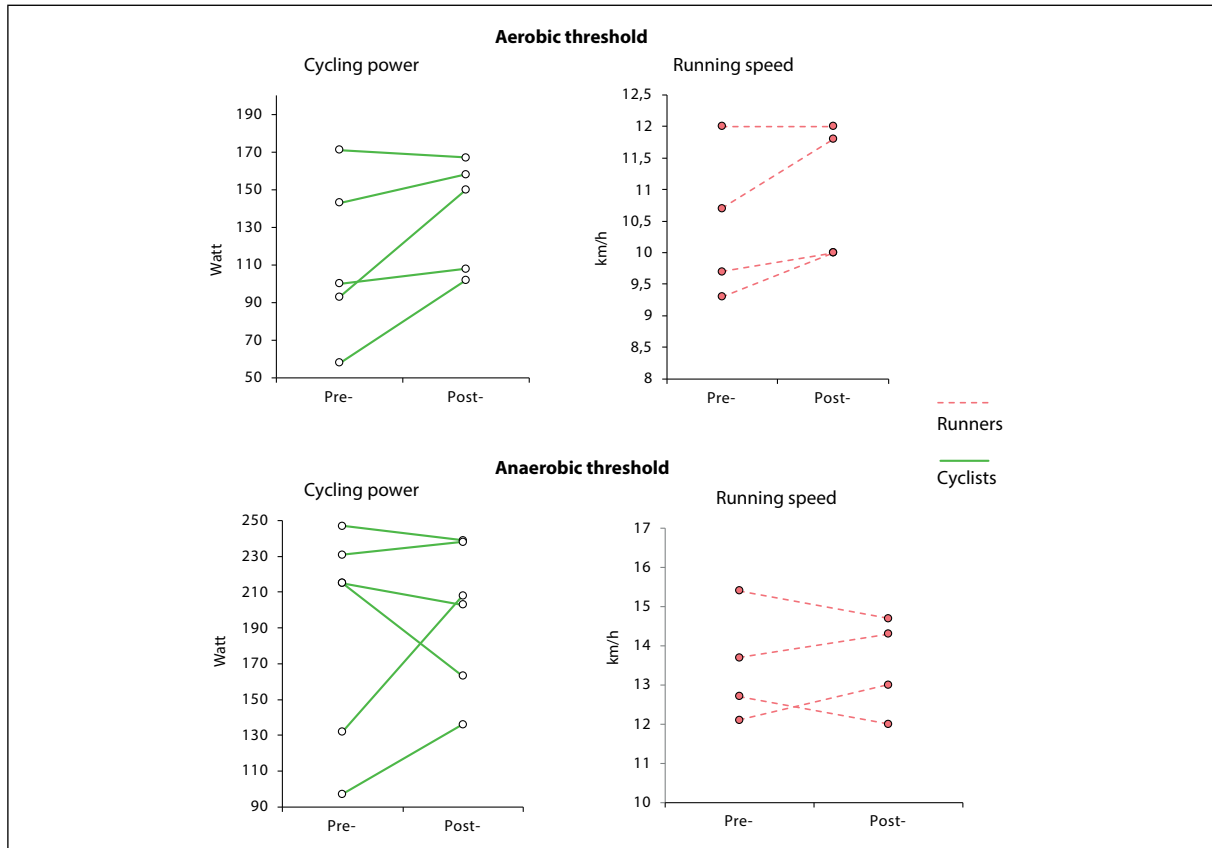 Aerobic threshold
Cycling power
Running speed
190
170
150
130
110
90
70
50
Watt
Pre-
Post-
12,5
12
11,5
11
10,5
10
9,5
9
8,5
8
km/h
Pre-
Post-
Runners
Cyclists
Anaerobic threshold
Cycling power
Running speed
250
230
210
190
170
150
130
110
90
Watt
Pre-
Post-
17
16
15
14
13
12
11
10
km/h
Pre-
Post-